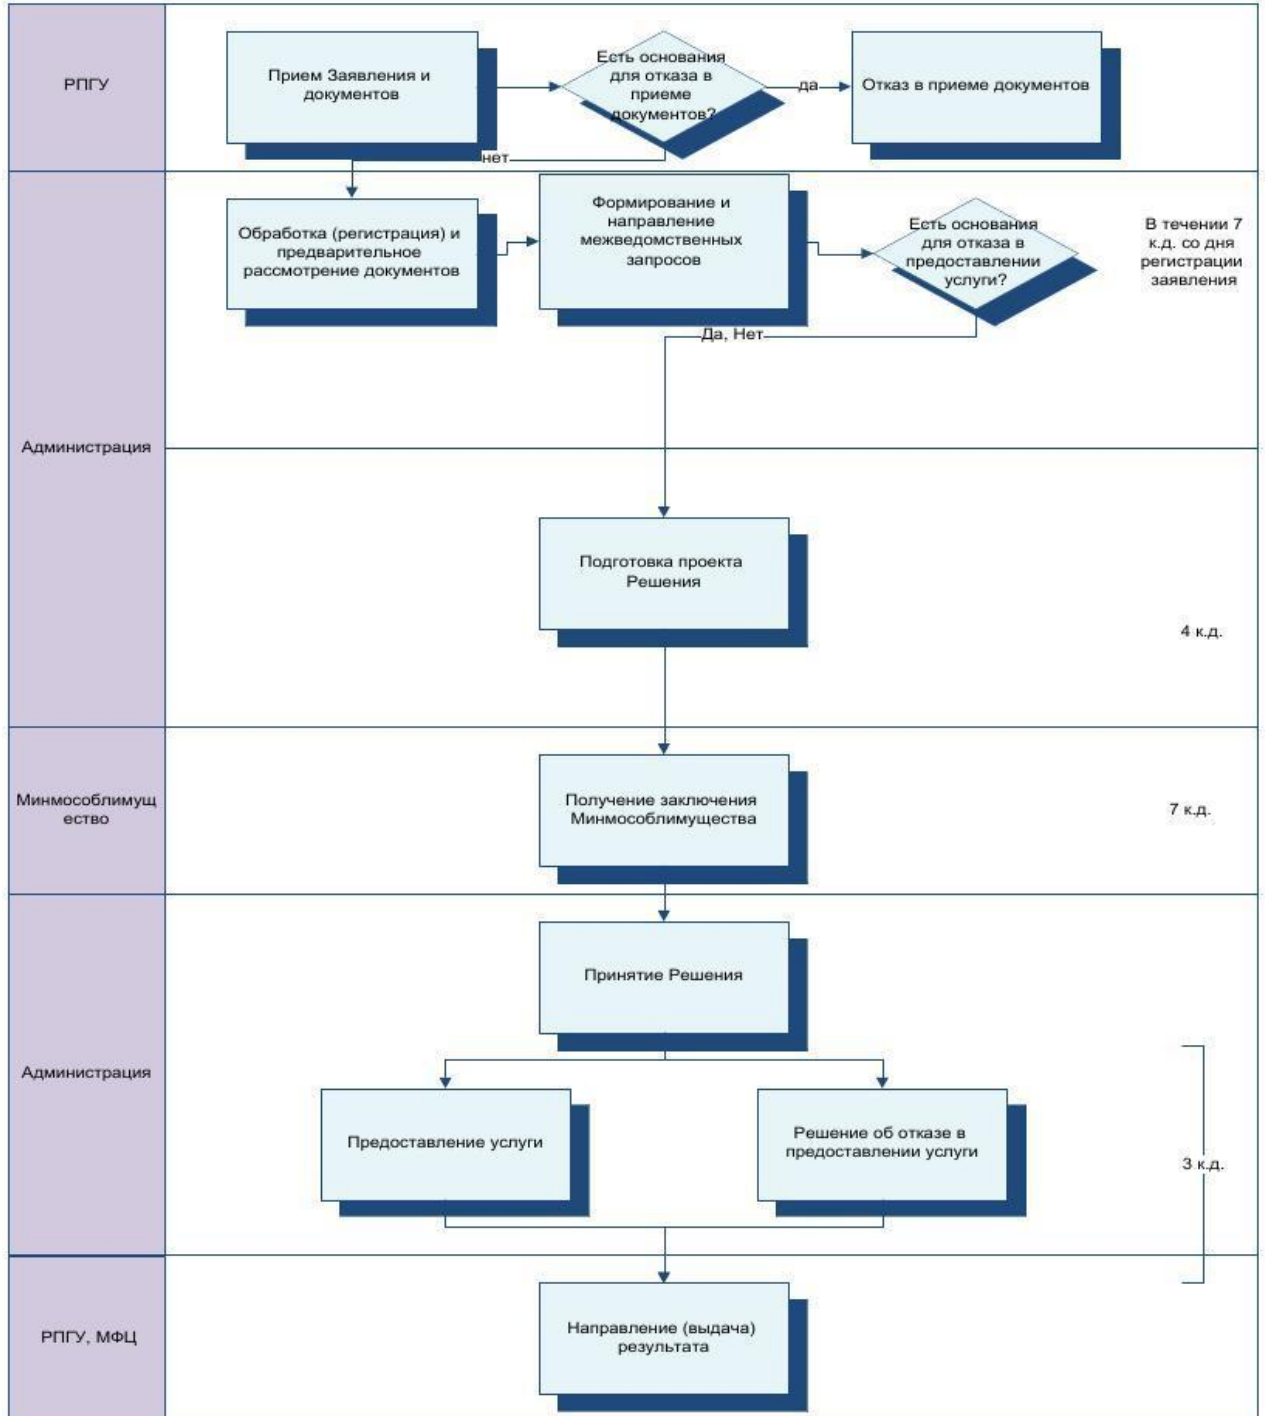 РПГУ
Прием Заявления и
документов
Есть основания
для отказа в
приеме
документов?
да
Отказ в приеме документов
нет
Администрация
Обработка (регистрация) и
предварительное
рассмотрение документов
Формирование и
направление
межведомственных
запросов
Есть основания
для отказа в
предоставлении
услуги?
В течении 7
к.д. со дня
регистрации
заявления
Да, Нет
Подготовка проекта
Решения
4 к.д.
Минмособлимущ
ество
Получение заключения
Минмособлимущества
7 к.д.
Администрация
Принятие Решения
Предоставление услуги
Решение об отказе в
предоставлении услуги
3 к.д.
РПГУ, МФЦ
Направление (выдача)
результата